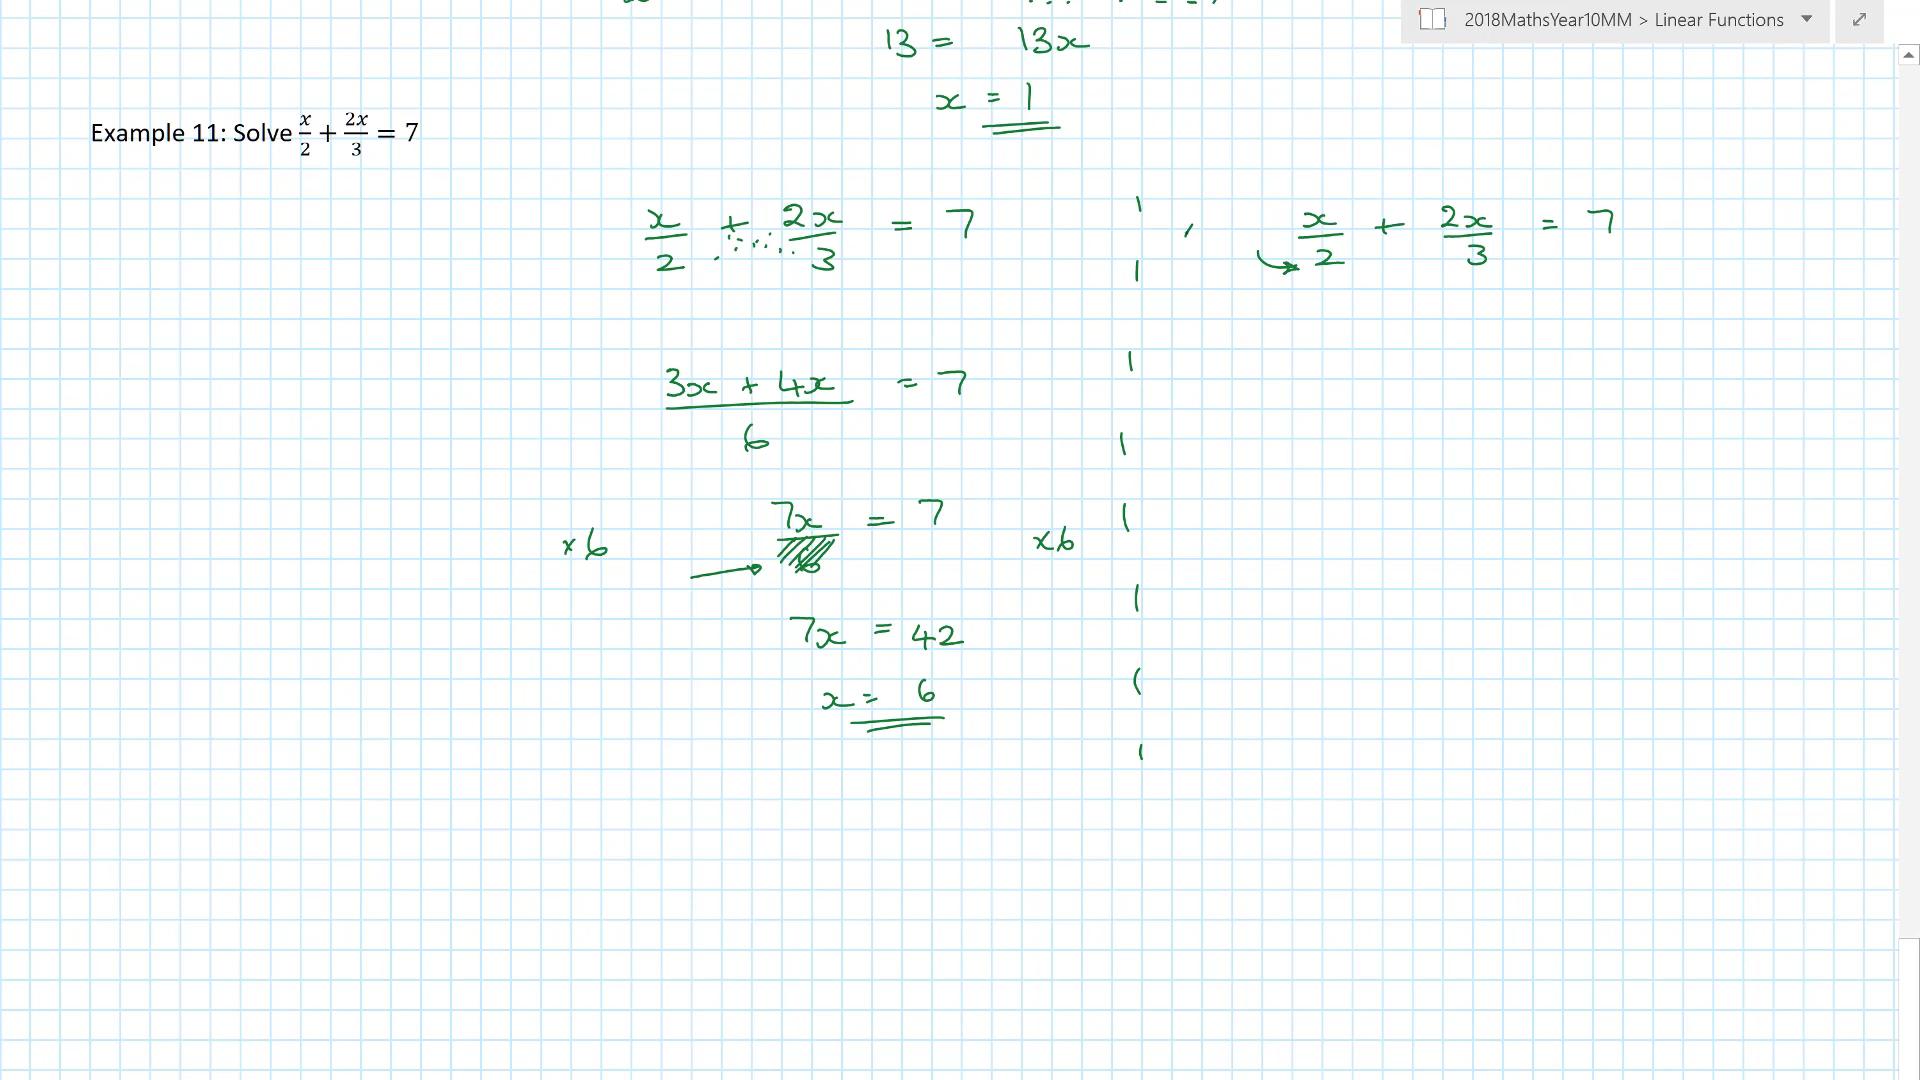 2018MathsYear10MM > Linear Functions
13 = 13x
x = 1
Example 11: Solve x/2 + 2x/3 = 7
x/2 + 2x/3 = 7
(3x + 4x)/6 = 7
×6 7x/6 = 7 ×6
7x = 42
x = 6
x/2 + 2x/3 = 7